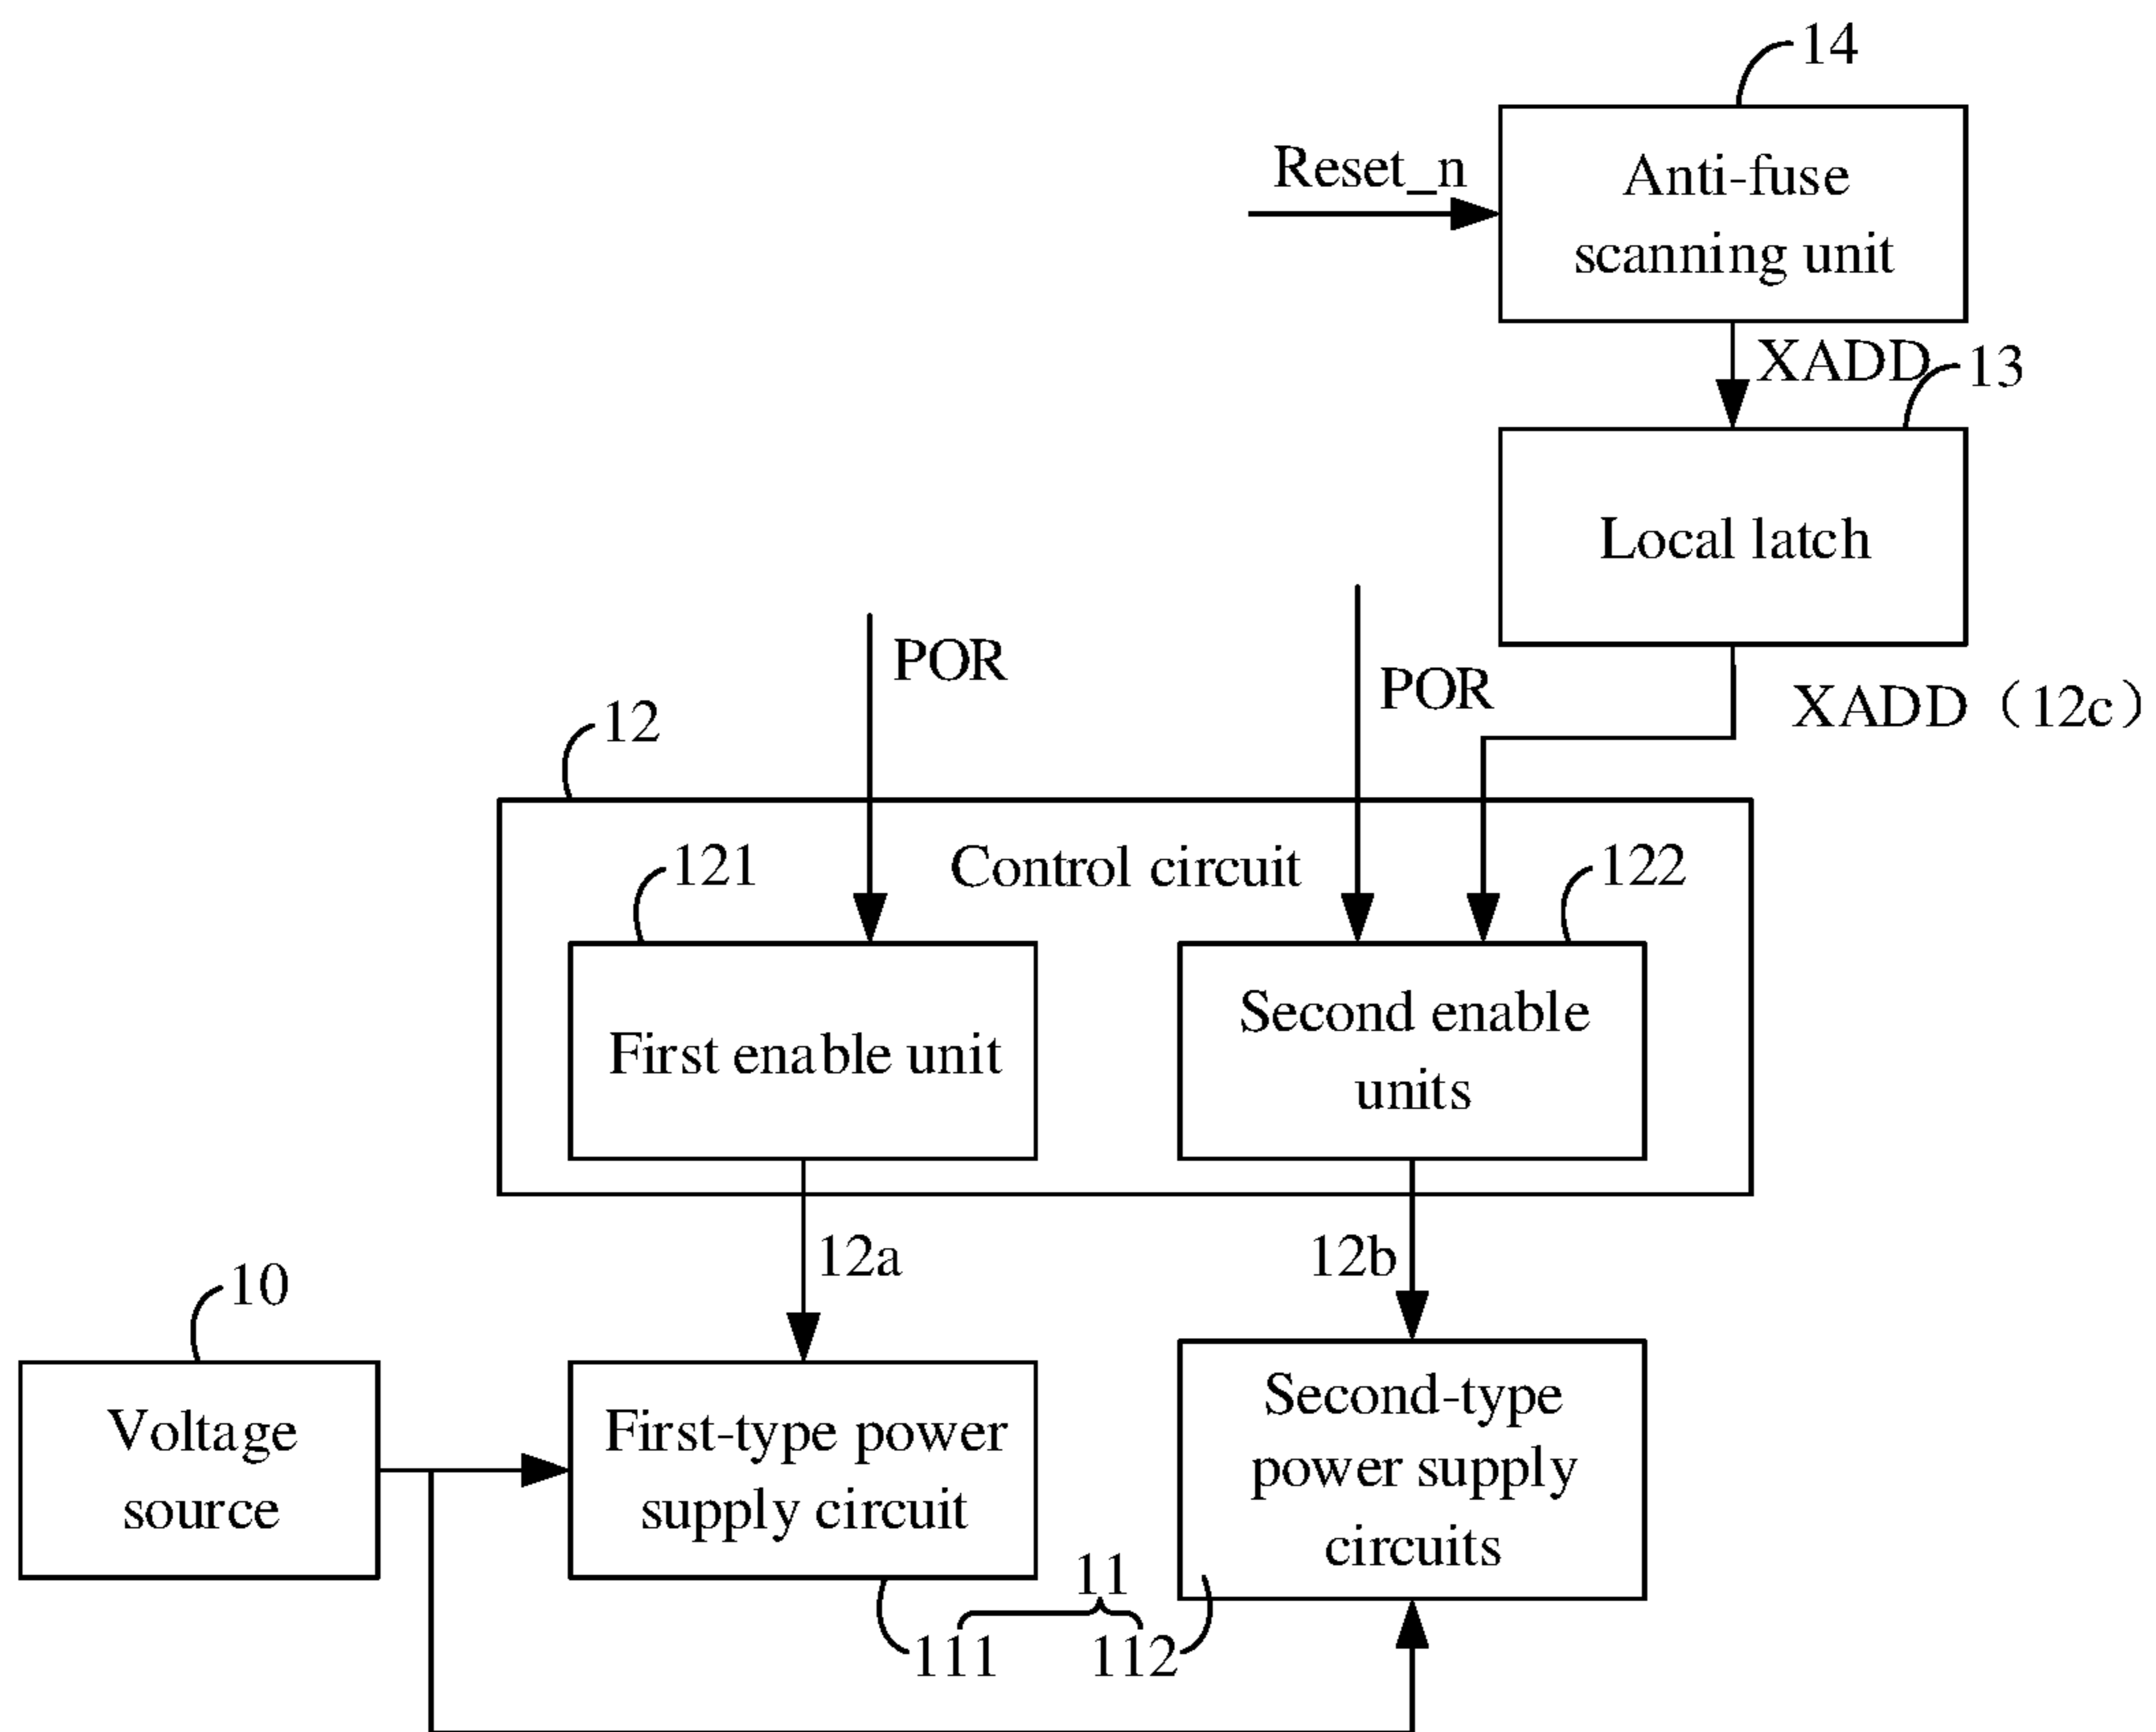 14
Reset_n
Anti-fuse
scanning unit
XADD
13
Local latch
POR
POR
XADD（12c）
12
Control circuit
121
122
First enable unit
Second enable
units
12a
12b
10
Voltage
source
First-type power
supply circuit
Second-type
power supply
circuits
11
111
112